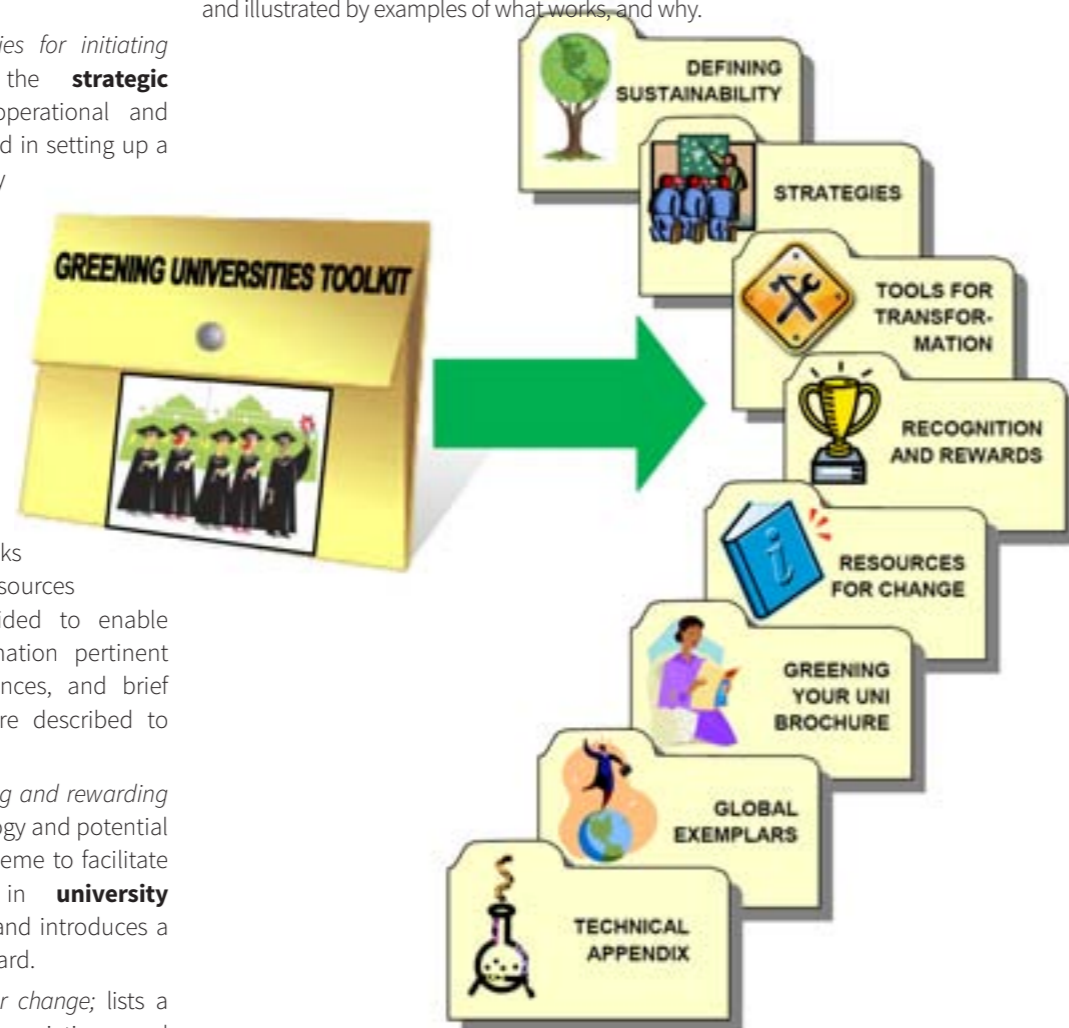 and illustrated by examples of what works, and why.
ies for initiating
the strategic
operational and
d in setting up a
y
ks
sources
ided to enable
nation pertinent
nces, and brief
re described to
g and rewarding
ogy and potential
eme to facilitate
in university
and introduces a
ard.
r change; lists a
GREENING UNIVERSITIES TOOLKIT
DEFINING
SUSTAINABILITY
STRATEGIES
TOOLS FOR
TRANSFOR-
MATION
RECOGNITION
AND REWARDS
i
RESOURCES
FOR CHANGE
GREENING
YOUR UNI
BROCHURE
GLOBAL
EXEMPLARS
TECHNICAL
APPENDIX